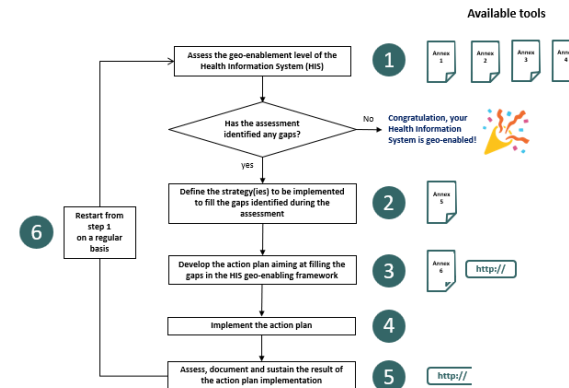 Available tools
Assess the geo-enablement level of the
Health Information System (HIS)
1
Annex
1
Annex
2
Annex
3
Annex
4
Has the assessment
identified any gaps?
No
Congratulation, your
Health Information
System is geo-enabled!
yes
Define the strategy(ies) to be implemented
to fill the gaps identified during the
assessment
2
Annex
5
6
Restart from
step 1
on a regular
basis
Develop the action plan aiming at filling the
gaps in the HIS geo-enabling framework
3
Annex
6
http://
Implement the action plan
4
Assess, document and sustain the result of
the action plan implementation
5
http://